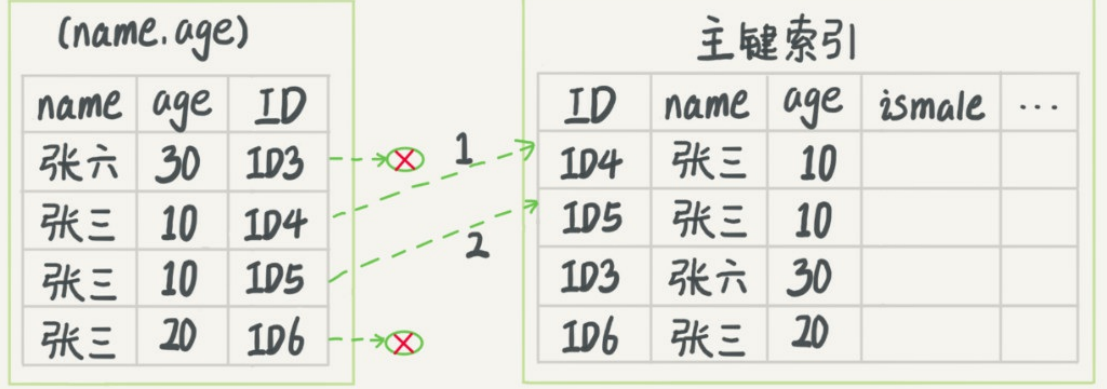 (name.age)
name age ID
张六 30 ID3
张三 10 ID4
张三 10 ID5
张三 20 ID6
1
2
主键索引
ID name age ismale ...
ID4 张三 10
ID5 张三 10
ID3 张六 30
ID6 张三 20